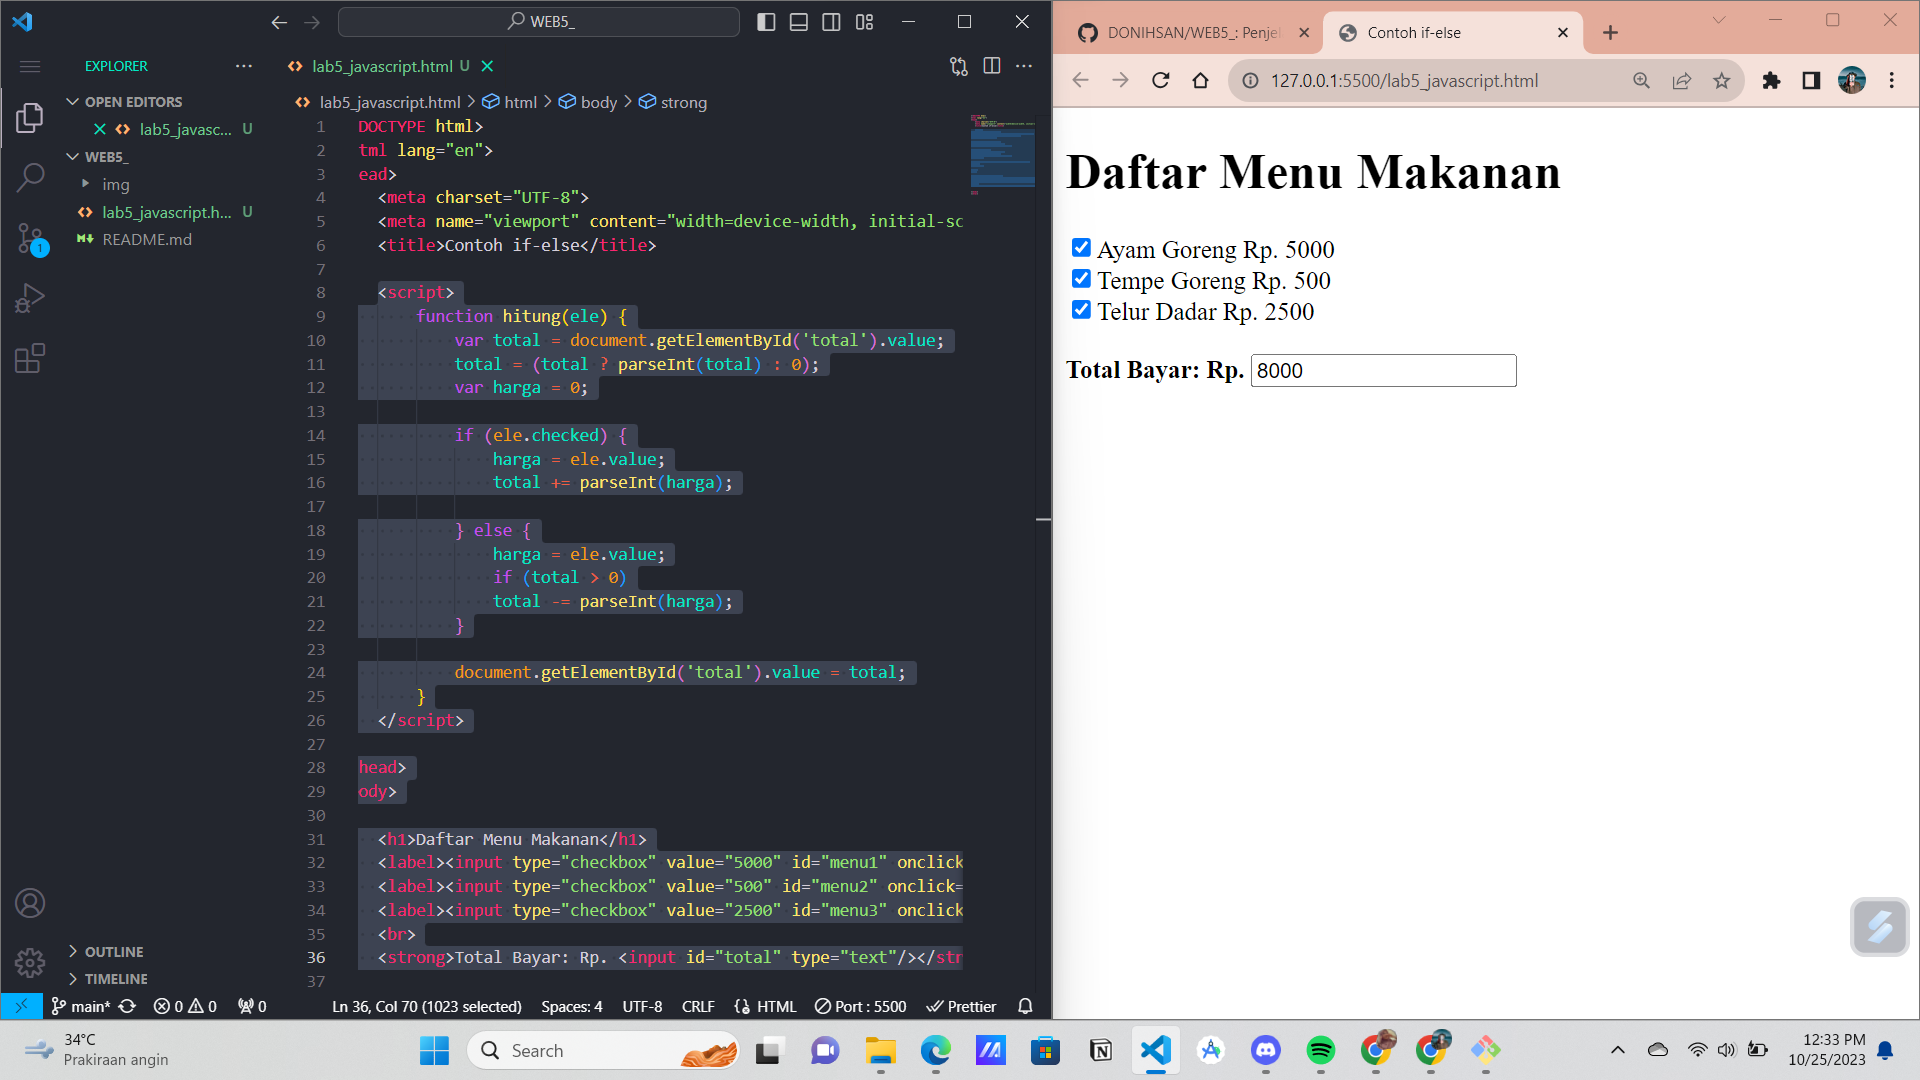 WEB5_
EXPLORER
OPEN EDITORS
lab5_javasc... U
WEB5_
img
lab5_javascript.h... U
README.md
OUTLINE
TIMELINE
lab5_javascript.html U
lab5_javascript.html > html > body > strong
1 DOCTYPE html>
2 tml lang="en">
3 ead>
4 <meta charset="UTF-8">
5 <meta name="viewport" content="width=device-width, initial-sc
6 <title>Contoh if-else</title>
7
8 <script>
9 function hitung(ele) {
10 var total = document.getElementById('total').value;
11 total = (total ? parseInt(total) : 0);
12 var harga = 0;
13
14 if (ele.checked) {
15 harga = ele.value;
16 total += parseInt(harga);
17
18 } else {
19 harga = ele.value;
20 if (total > 0)
21 total -= parseInt(harga);
22 }
23
24 document.getElementById('total').value = total;
25 }
26 </script>
27
28 head>
29 ody>
30
31 <h1>Daftar Menu Makanan</h1>
32 <label><input type="checkbox" value="5000" id="menu1" onclick
33 <label><input type="checkbox" value="500" id="menu2" onclick=
34 <label><input type="checkbox" value="2500" id="menu3" onclick
35 <br>
36 <strong>Total Bayar: Rp. <input id="total" type="text"/></str
37
1
main* 0 0 0 Ln 36, Col 70 (1023 selected) Spaces: 4 UTF-8 CRLF HTML Port : 5500 Prettier
DONIHSAN/WEB5_: Penjel
Contoh if-else
127.0.0.1:5500/lab5_javascript.html
Daftar Menu Makanan
Ayam Goreng Rp. 5000
Tempe Goreng Rp. 500
Telur Dadar Rp. 2500
Total Bayar: Rp. 8000
34°C
Prakiraan angin
Search
12:33 PM
10/25/2023